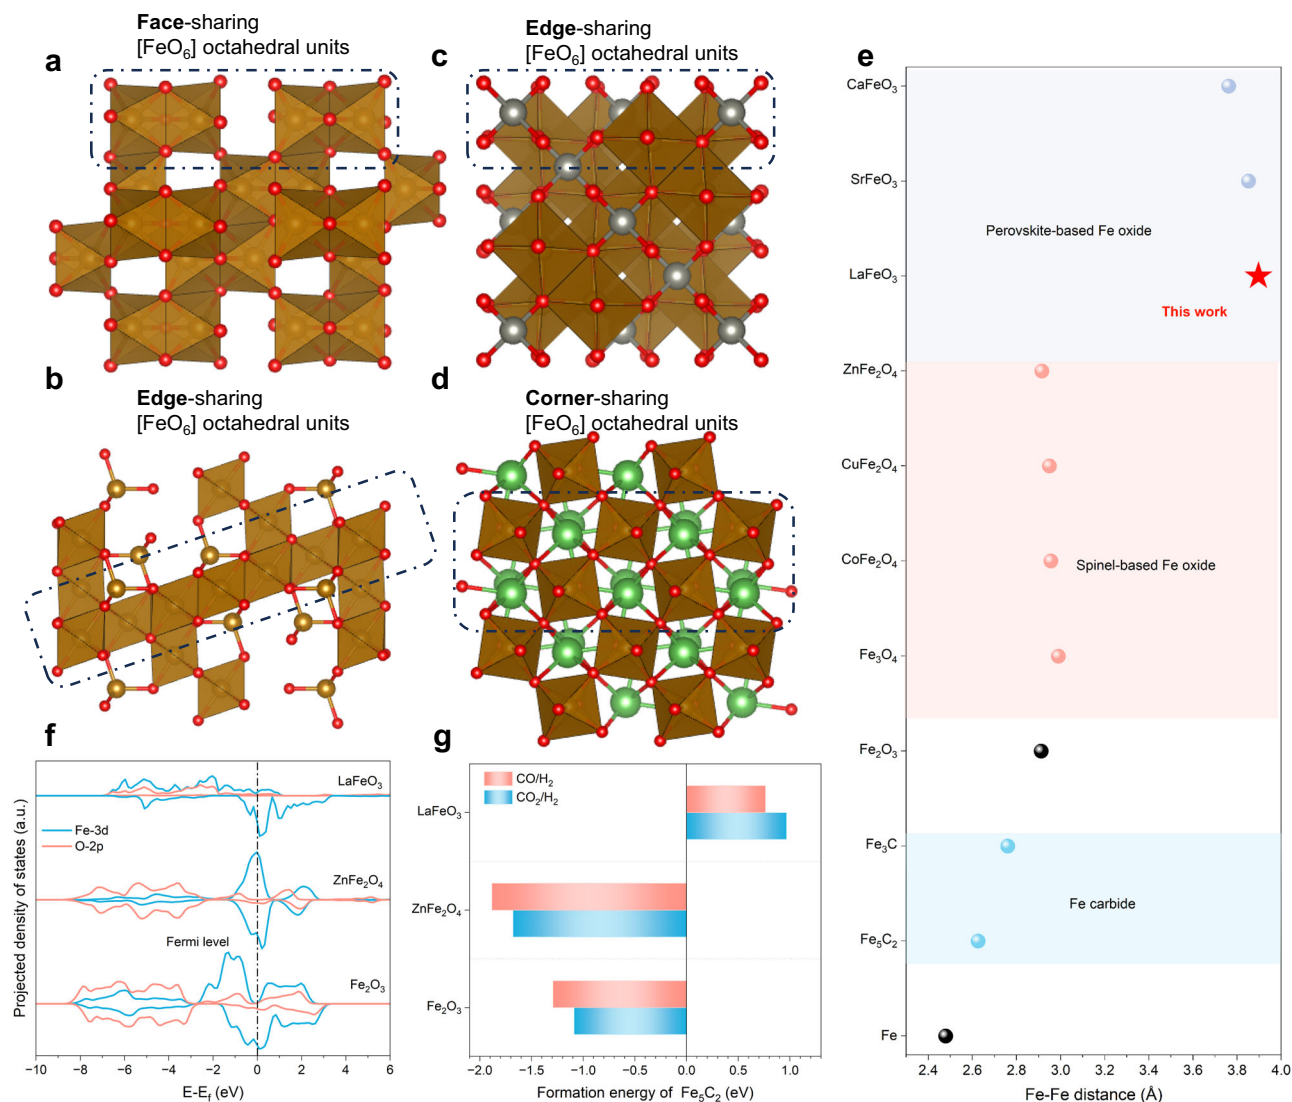 a
Face-sharing
[FeO6] octahedral units
c
Edge-sharing
[FeO6] octahedral units
b
Edge-sharing
[FeO6] octahedral units
d
Corner-sharing
[FeO6] octahedral units
e
CaFeO3
SrFeO3
Perovskite-based Fe oxide
LaFeO3
This work
ZnFe2O4
CuFe2O4
CoFe2O4
Spinel-based Fe oxide
Fe3O4
Fe2O3
Fe3C
Fe carbide
Fe5C2
Fe
2.4 2.6 2.8 3.0 3.2 3.4 3.6 3.8 4.0
Fe-Fe distance (Å)
f
Projected density of states (a.u.)
LaFeO3
Fe-3d
O-2p
ZnFe2O4
Fermi level
Fe2O3
−10 −8 −6 −4 −2 0 2 4 6
E-Ef (eV)
g
CO/H2
CO2/H2
LaFeO3
ZnFe2O4
Fe2O3
−2.0 −1.5 −1.0 −0.5 0.0 0.5 1.0
Formation energy of Fe5C2 (eV)